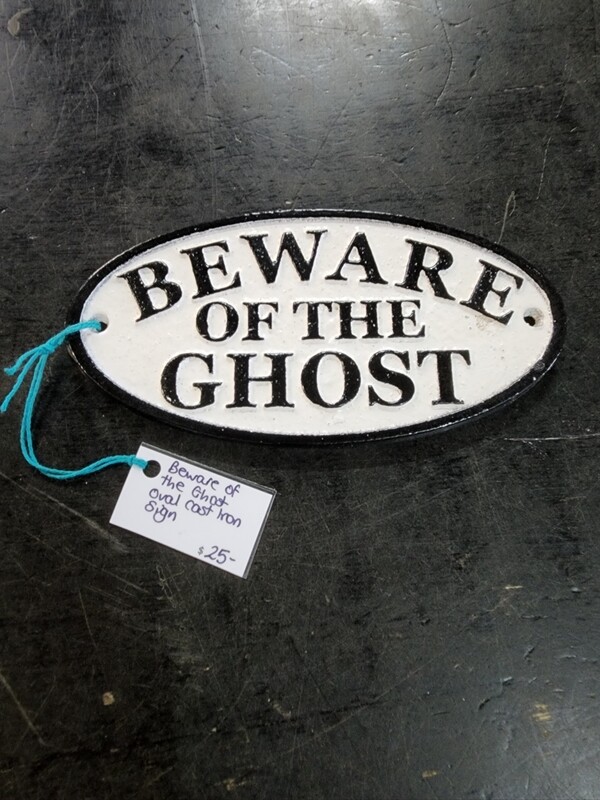 BEWARE
OF THE
GHOST
Beware of
the Ghost
oval cast Iron
Sign
$25-